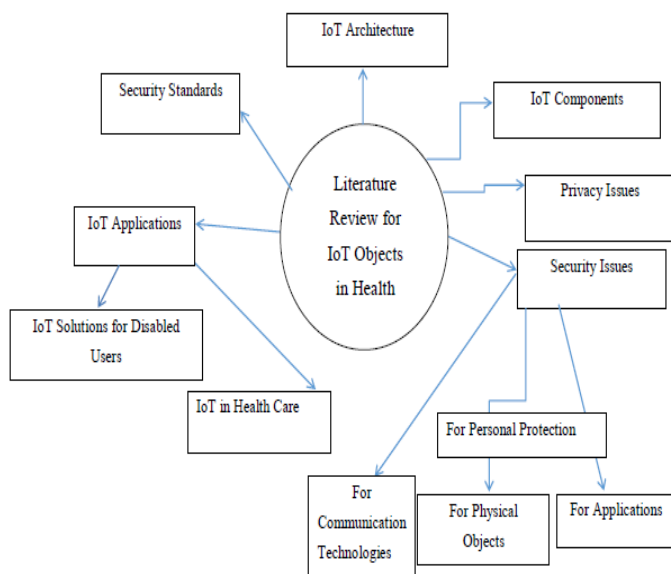 IoT Architecture
Security Standards
IoT Components
Literature
Review for
IoT Objects
in Health
Privacy Issues
IoT Applications
Security Issues
IoT Solutions for Disabled
Users
IoT in Health Care
For Personal Protection
For
Communication
Technologies
For Physical
Objects
For Applications